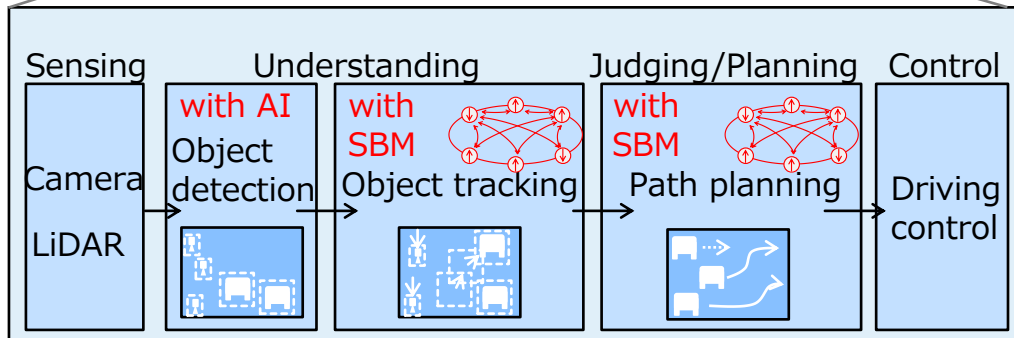 Sensing
Understanding
Judging/Planning
Control
Camera
LiDAR
with AI
Object
detection
with
SBM
Object tracking
with
SBM
Path planning
Driving
control